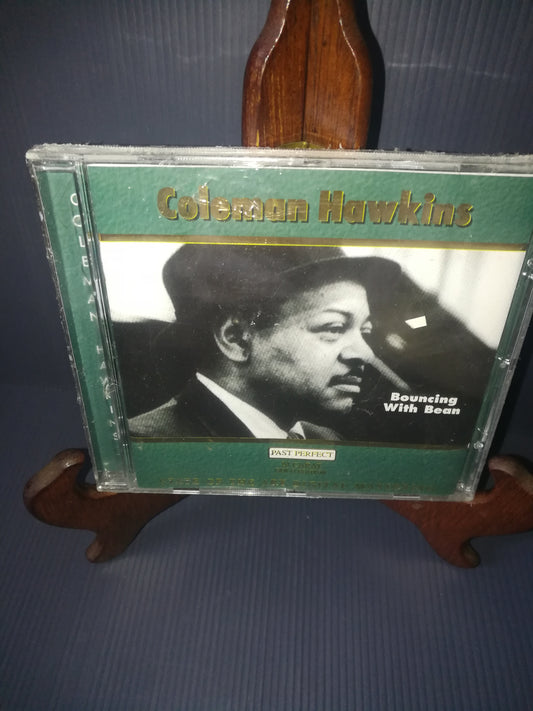 Coleman Hawkins
COLEMAN HAWKINS
Bouncing
With Bean
PAST PERFECT